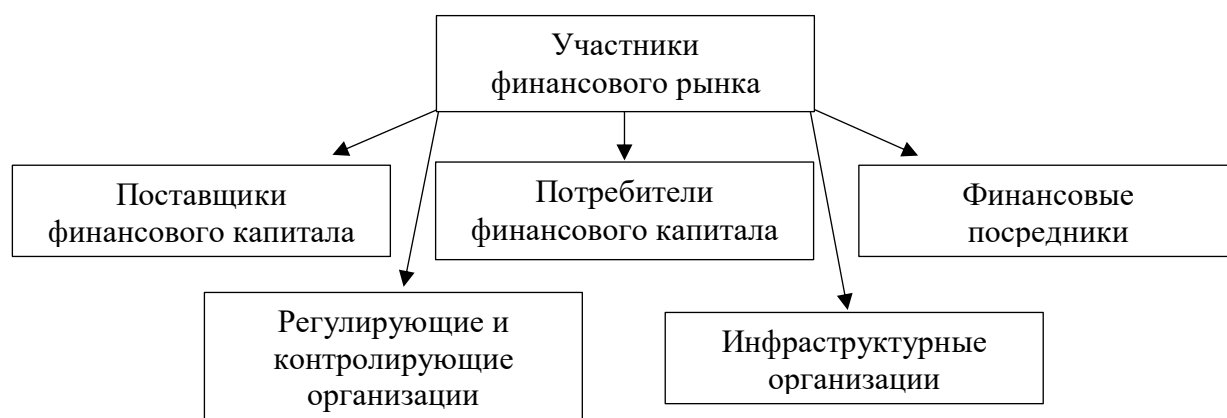 Участники
финансового рынка
Поставщики
финансового капитала
Потребители
финансового капитала
Финансовые
посредники
Регулирующие и
контролирующие
организации
Инфраструктурные
организации